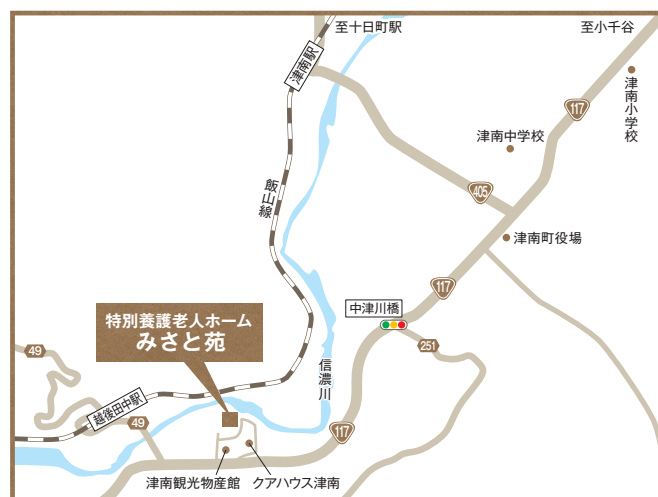 至十日町駅
至小千谷
津南駅
117
津南小学校
津南中学校
405
飯山線
津南町役場
117
中津川橋
特別養護老人ホーム
みさと苑
251
49
信濃川
越後田中駅
49
117
津南観光物産館
クアハウス津南